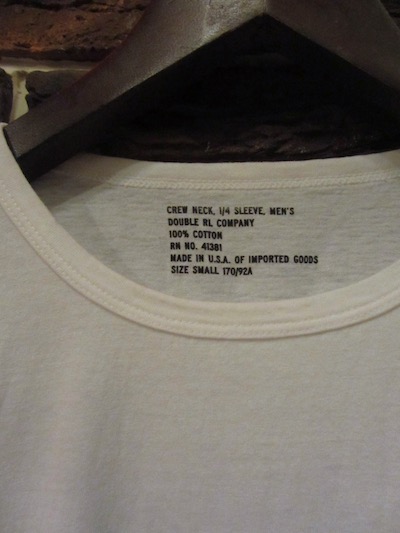 CREW NECK, 1/4 SLEEVE, MEN'S
DOUBLE RL COMPANY
100% COTTON
RN NO. 41381
MADE IN U.S.A. OF IMPORTED GOODS
SIZE SMALL 170/92A